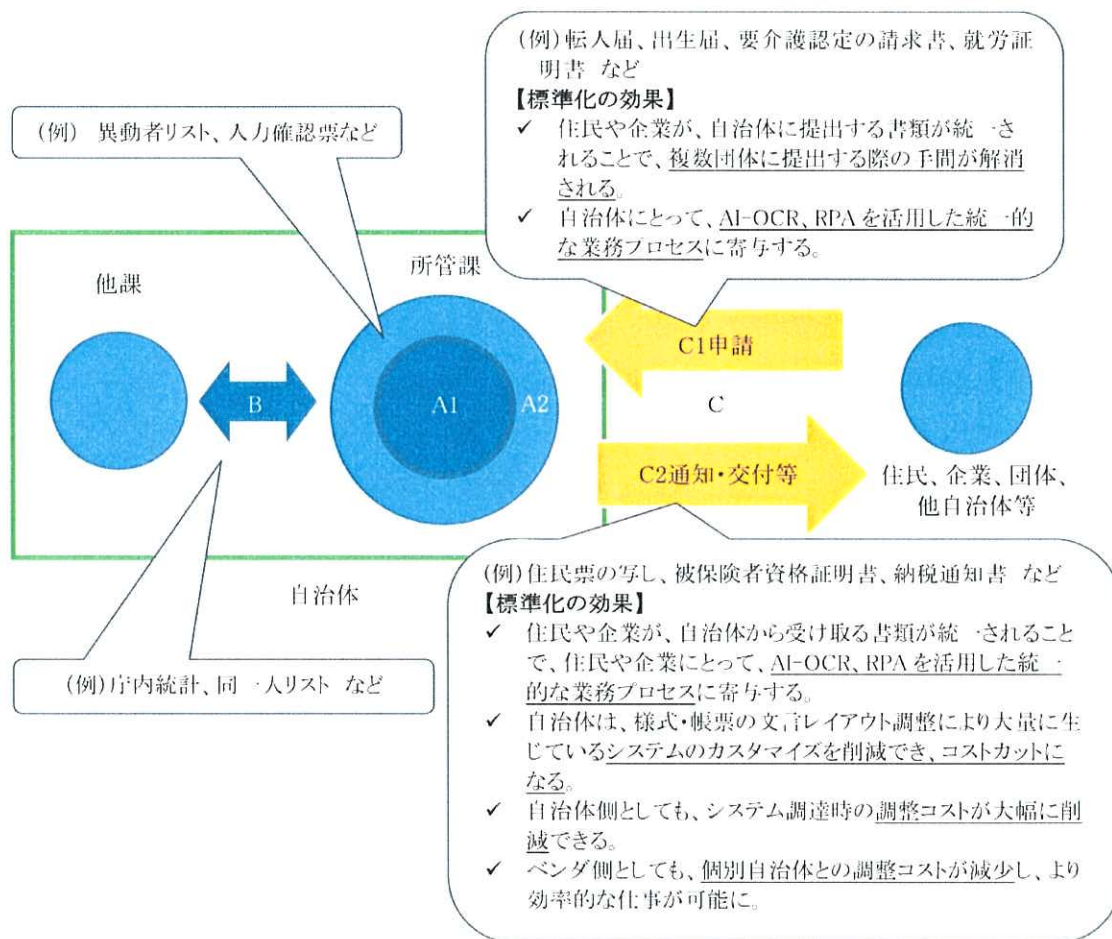 (例)転入届、出生届、要介護認定の請求書、就労証
明書 など
【標準化の効果】
✓ 住民や企業が、自治体に提出する書類が統一さ
れることで、複数団体に提出する際の手間が解消
される。
✓ 自治体にとって、AI-OCR、RPAを活用した統一的
な業務プロセスに寄与する。
(例) 異動者リスト、入力確認票など
他課
所管課
B
A1
A2
C1申請
C
C2通知・交付等
住民、企業、団体、
他自治体等
自治体
(例)庁内統計、同一人リスト など
(例)住民票の写し、被保険者資格証明書、納税通知書 など
【標準化の効果】
✓ 住民や企業が、自治体から受け取る書類が統一されること
で、住民や企業にとって、AI-OCR、RPAを活用した統一
的な業務プロセスに寄与する。
✓ 自治体は、様式・帳票の文言レイアウト調整により大量に生
じているシステムのカスタマイズを削減でき、コストカットに
なる。
✓ 自治体側としても、システム調達時の調整コストが大幅に削
減できる。
✓ ベンダ側としても、個別自治体との調整コストが減少し、より
効率的な仕事が可能に。